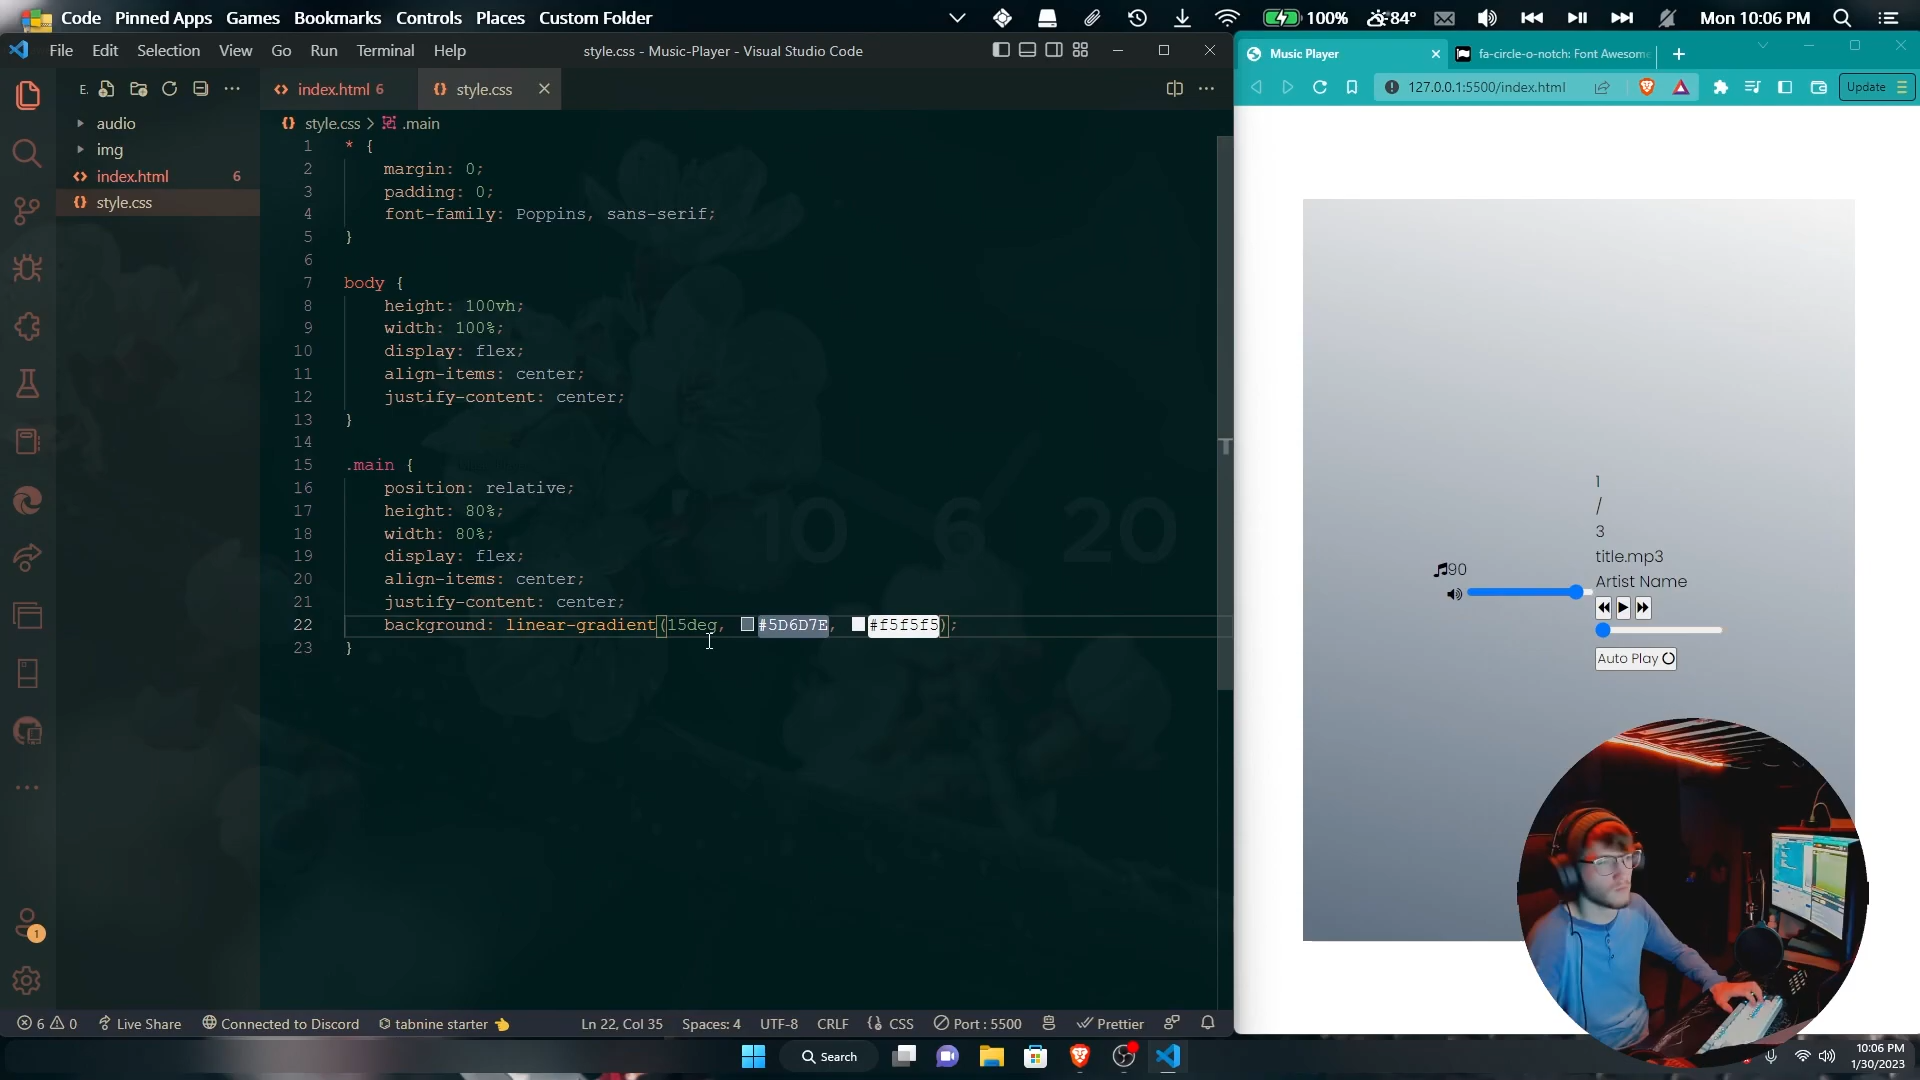 Code Pinned Apps Games Bookmarks Controls Places Custom Folder
100% 84° Mon 10:06 PM
File Edit Selection View Go Run Terminal Help
style.css - Music-Player - Visual Studio Code
E.
audio
img
index.html 6
style.css
index.html 6
style.css
style.css > .main
1 * {
2 margin: 0;
3 padding: 0;
4 font-family: Poppins, sans-serif;
5 }
6
7 body {
8 height: 100vh;
9 width: 100%;
10 display: flex;
11 align-items: center;
12 justify-content: center;
13 }
14
15 .main {
16 position: relative;
17 height: 80%;
18 width: 80%;
19 display: flex;
20 align-items: center;
21 justify-content: center;
22 background: linear-gradient(15deg, #5D6D7E, #f5f5f5);
23 }
10 6 20
T
1
6 0 Live Share Connected to Discord tabnine starter Ln 22, Col 35 Spaces: 4 UTF-8 CRLF CSS Port : 5500 Prettier
Music Player
fa-circle-o-notch: Font Awesome
127.0.0.1:5500/index.html
Update
1
/
3
title.mp3
90
Artist Name
Auto Play
Search
10:06 PM
1/30/2023